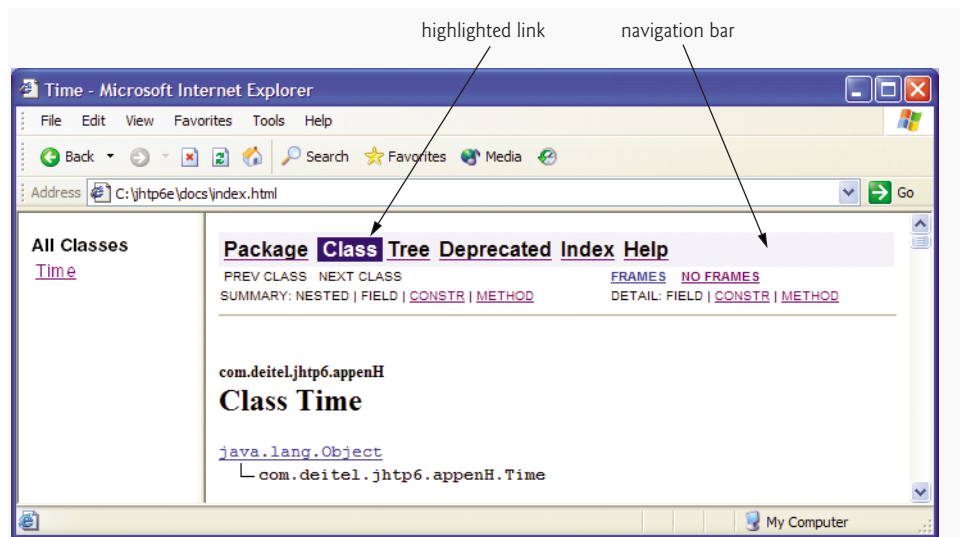 highlighted link navigation bar
Time - Microsoft Internet Explorer
File Edit View Favorites Tools Help
Back Search Favorites Media
Address C:\jhtp6e\docs\index.html Go
All Classes
Time
Package Class Tree Deprecated Index Help
PREV CLASS NEXT CLASS FRAMES NO FRAMES
SUMMARY: NESTED | FIELD | CONSTR | METHOD DETAIL: FIELD | CONSTR | METHOD
com.deitel.jhtp6.appenH
Class Time
java.lang.Object
com.deitel.jhtp6.appenH.Time
My Computer